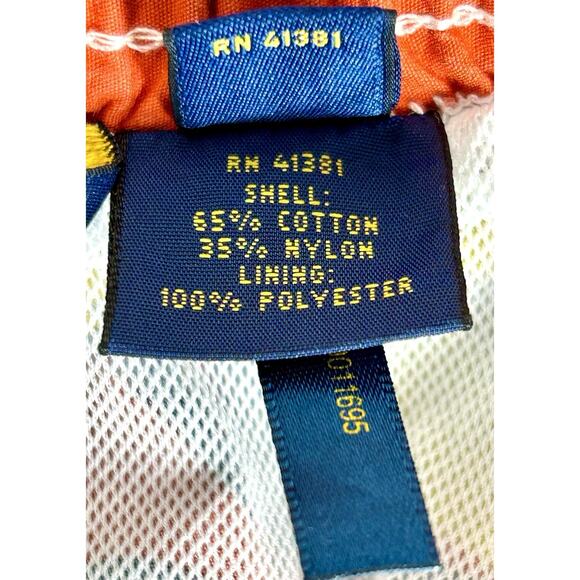 RN 41381
RN 41381
SHELL:
65% COTTON
35% NYLON
LINING:
100% POLYESTER